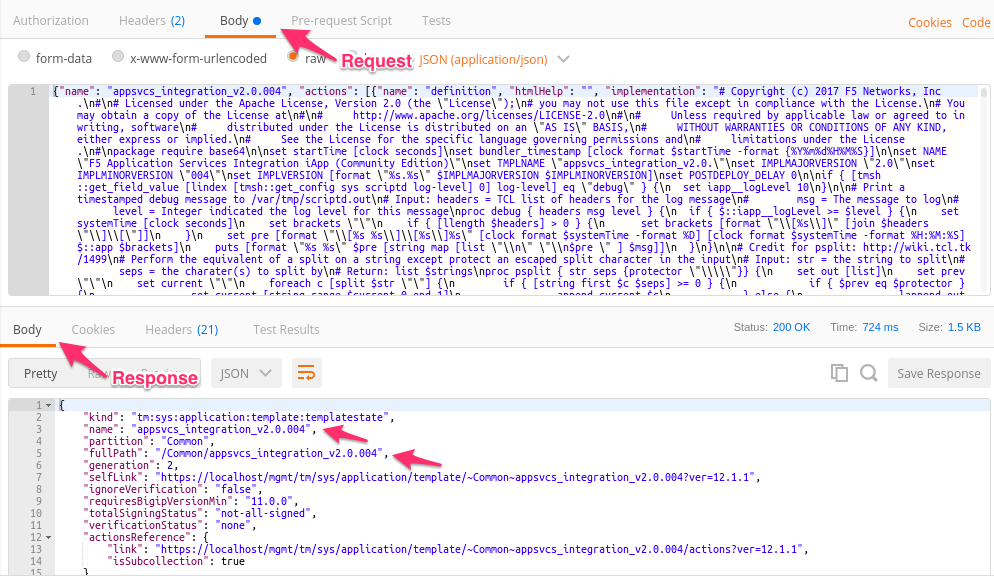 Authorization Headers (2) Body Pre-request Script Tests Cookies Code
form-data x-www-form-urlencoded raw JSON (application/json)
Request
1 {"name": "appsvcs_integration_v2.0.004", "actions": [{"name": "definition", "htmlHelp": "", "implementation": "# Copyright (c) 2017 F5 Networks, Inc
.\n#\n# Licensed under the Apache License, Version 2.0 (the \"License\");\n# you may not use this file except in compliance with the License.\n# You
may obtain a copy of the License at\n#\n#     http://www.apache.org/licenses/LICENSE-2.0\n#\n#     Unless required by applicable law or agreed to in
writing, software\n#     distributed under the License is distributed on an \"AS IS\" BASIS,\n#     WITHOUT WARRANTIES OR CONDITIONS OF ANY KIND,
either express or implied.\n#     See the License for the specific language governing permissions and\n#     limitations under the License
.\n#\npackage require base64\n\nset startTime [clock seconds]\nset bundler_timestamp [clock format $startTime -format {%Y%m%d%H%M%S}]\n\nset NAME
\"F5 Application Services Integration iApp (Community Edition)\"\nset TMPLNAME \"appsvcs_integration_v2.0.\"\nset IMPLMAJORVERSION \"2.0\"\nset
IMPLMINORVERSION \"004\"\nset IMPLVERSION [format \"%s.%s\" $IMPLMAJORVERSION $IMPLMINORVERSION]\nset POSTDEPLOY_DELAY 0\n\nif { [tmsh
::get_field_value [lindex [tmsh::get_config sys scriptd log-level] 0] log-level] eq \"debug\" } {\n  set iapp__logLevel 10\n}\n\n# Print a
timestamped debug message to /var/tmp/scriptd.out\n# Input: headers = TCL list of headers for the log message\n#        msg = The message to log\n#
level = Integer indicated the log level for this message\nproc debug { headers msg level } {\n  if { $::iapp__logLevel >= $level } {\n    set
systemTime [clock seconds]\n    set brackets \"\"\n    if { [llength $headers] > 0 } {\n      set brackets [format \"\\[%s\\]\" [join $headers
\"\\]\\[\"]]\n    }\n    set pre [format \"\\[%s %s\\]\\[%s\\]%s\" [clock format $systemTime -format %D] [clock format $systemTime -format %H:%M:%S]
$::app $brackets]\n    puts [format \"%s %s\" $pre [string map [list \"\\n\" \"\\n$pre \" ] $msg]]\n  }\n}\n\n# Credit for psplit: http://wiki.tcl.tk
/1499\n# Perform the equivalent of a split on a string except protect an escaped split character in the input\n# Input: str = the string to split\n#
seps = the charater(s) to split by\n# Return: list $strings\nproc psplit { str seps {protector \"\\\\\"}} {\n    set out [list]\n    set prev
\"\"\n    set current \"\"\n    foreach c [split $str \"\"] {\n        if { [string first $c $seps] >= 0 } {\n            if { $prev eq $protector }
{\n                set current [string range $current 0 end-1]\n                append current $c\n            } else {\n                lappend out
Body Cookies Headers (21) Test Results Status: 200 OK Time: 724 ms Size: 1.5 KB
Pretty Raw JSON Save Response
Response
1 {
2 "kind": "tm:sys:application:template:templatestate",
3 "name": "appsvcs_integration_v2.0.004",
4 "partition": "Common",
5 "fullPath": "/Common/appsvcs_integration_v2.0.004",
6 "generation": 2,
7 "selfLink": "https://localhost/mgmt/tm/sys/application/template/~Common~appsvcs_integration_v2.0.004?ver=12.1.1",
8 "ignoreVerification": "false",
9 "requiresBigipVersionMin": "11.0.0",
10 "totalSigningStatus": "not-all-signed",
11 "verificationStatus": "none",
12 "actionsReference": {
13 "link": "https://localhost/mgmt/tm/sys/application/template/~Common~appsvcs_integration_v2.0.004/actions?ver=12.1.1",
14 "isSubcollection": true
15 }